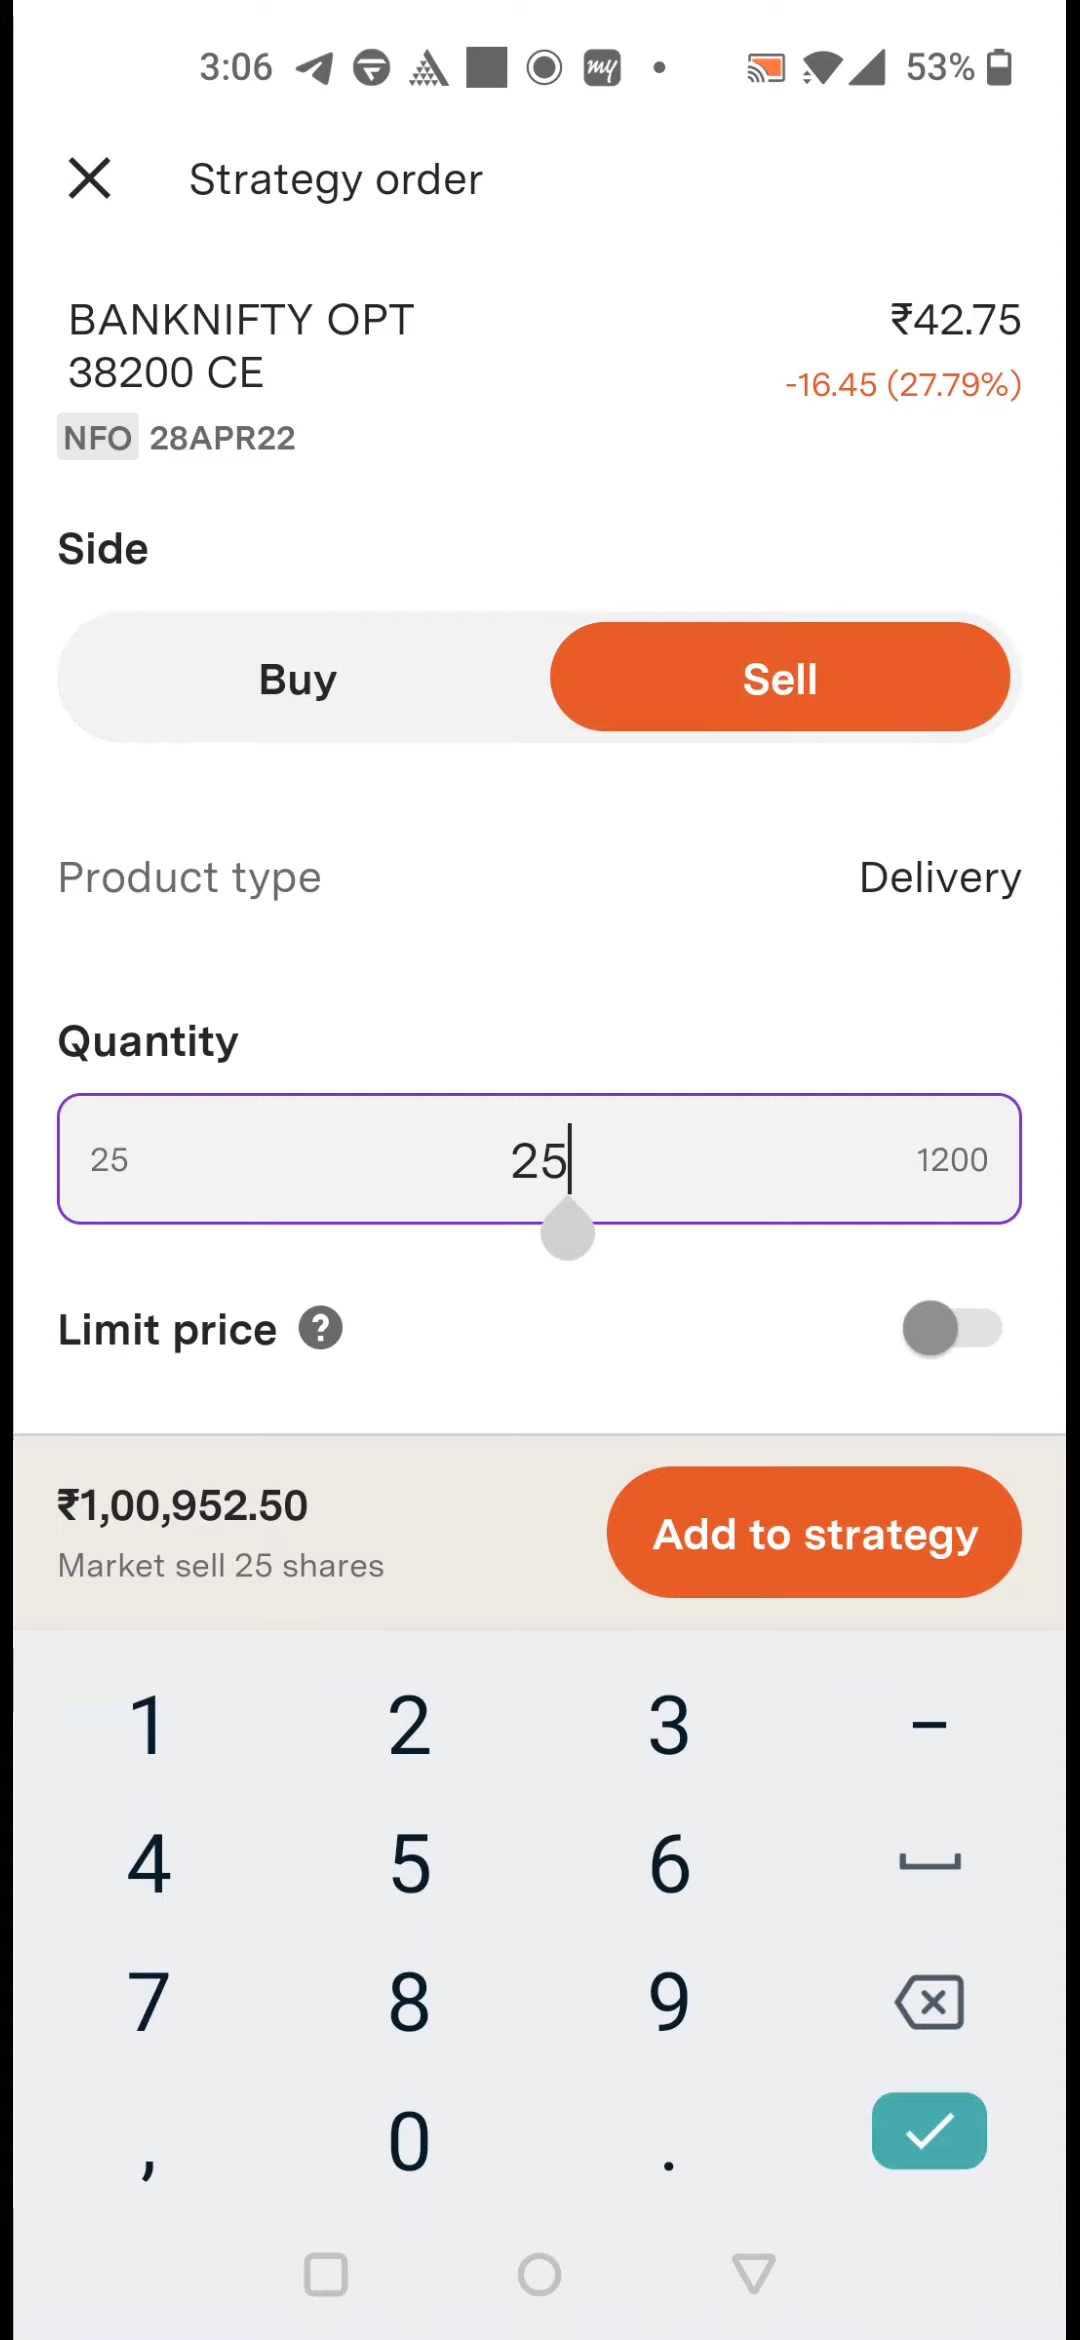 3:06 my 53%
Strategy order
BANKNIFTY OPT ₹42.75
38200 CE -16.45 (27.79%)
NFO 28APR22
Side
Buy Sell
Product type Delivery
Quantity
25 25 1200
Limit price ?
₹1,00,952.50
Market sell 25 shares
Add to strategy
1 2 3 –
4 5 6
7 8 9
, 0 .